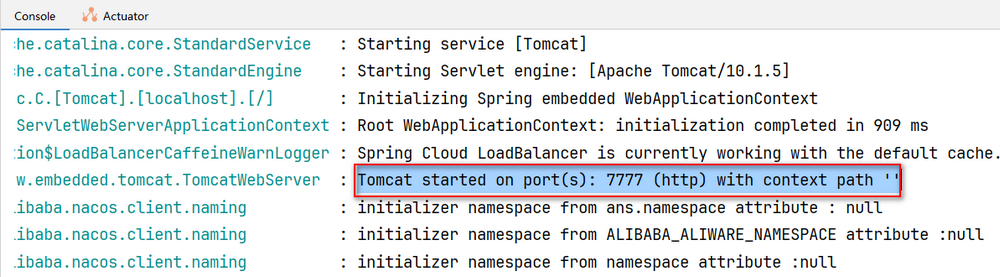 Console Actuator
he.catalina.core.StandardService : Starting service [Tomcat]
he.catalina.core.StandardEngine : Starting Servlet engine: [Apache Tomcat/10.1.5]
c.C.[Tomcat].[localhost].[/] : Initializing Spring embedded WebApplicationContext
ServletWebServerApplicationContext : Root WebApplicationContext: initialization completed in 909 ms
tion$LoadBalancerCaffeineWarnLogger : Spring Cloud LoadBalancer is currently working with the default cache.
w.embedded.tomcat.TomcatWebServer : Tomcat started on port(s): 7777 (http) with context path ''
libaba.nacos.client.naming : initializer namespace from ans.namespace attribute : null
libaba.nacos.client.naming : initializer namespace from ALIBABA_ALIWARE_NAMESPACE attribute :null
libaba.nacos.client.naming : initializer namespace from namespace attribute :null